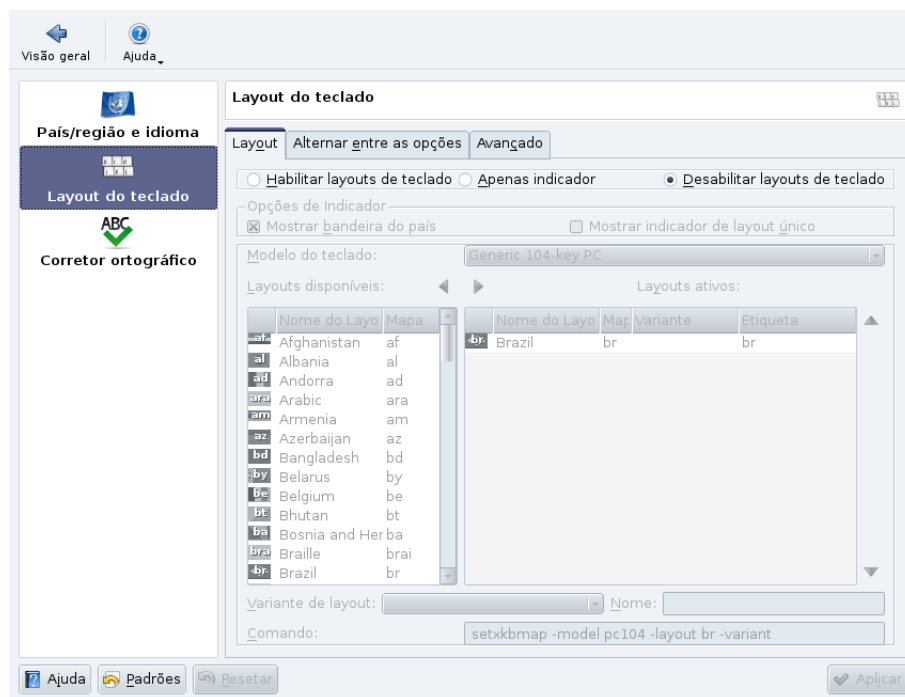 Visão geral
Ajuda
País/região e idioma
Layout do teclado
ABC
Corretor ortográfico
Layout do teclado
Layout
Alternar entre as opções
Avançado
Habilitar layouts de teclado
Apenas indicador
Desabilitar layouts de teclado
Opções de Indicador
Mostrar bandeira do país
Mostrar indicador de layout único
Modelo do teclado:
Generic 104-key PC
Layouts disponíveis:
Layouts ativos:
Nome do Layo Mapa
Nome do Layo Map Variante Etiqueta
af Afghanistan af
al Albania al
ad Andorra ad
ara Arabic ara
am Armenia am
az Azerbaijan az
bd Bangladesh bd
by Belarus by
be Belgium be
bt Bhutan bt
ba Bosnia and Her ba
bra Braille brai
br Brazil br
br Brazil br br
Variante de layout:
Nome:
Comando:
setxkbmap -model pc104 -layout br -variant
Ajuda
Padrões
Resetar
Aplicar